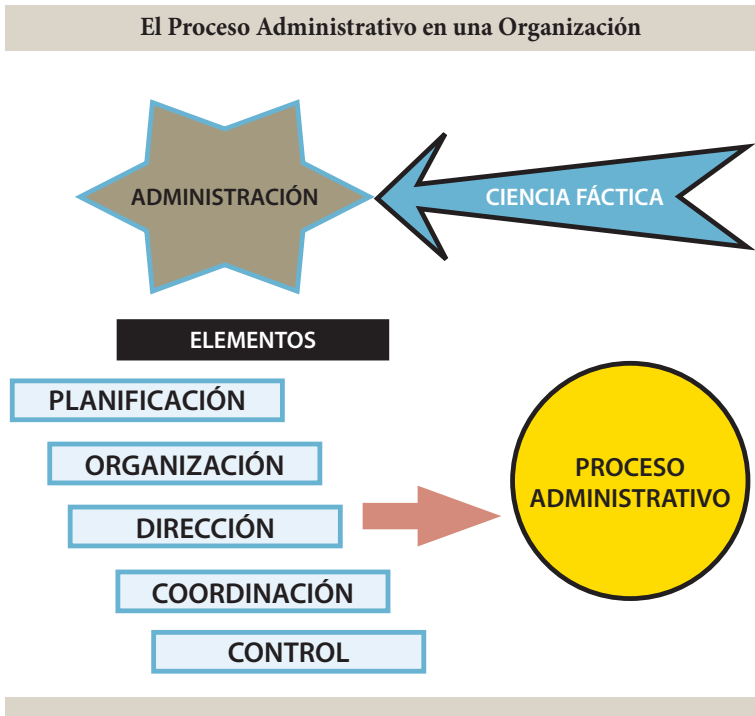 El Proceso Administrativo en una Organización
ADMINISTRACIÓN
CIENCIA FÁCTICA
ELEMENTOS
PLANIFICACIÓN
ORGANIZACIÓN
DIRECCIÓN
COORDINACIÓN
CONTROL
PROCESO
ADMINISTRATIVO